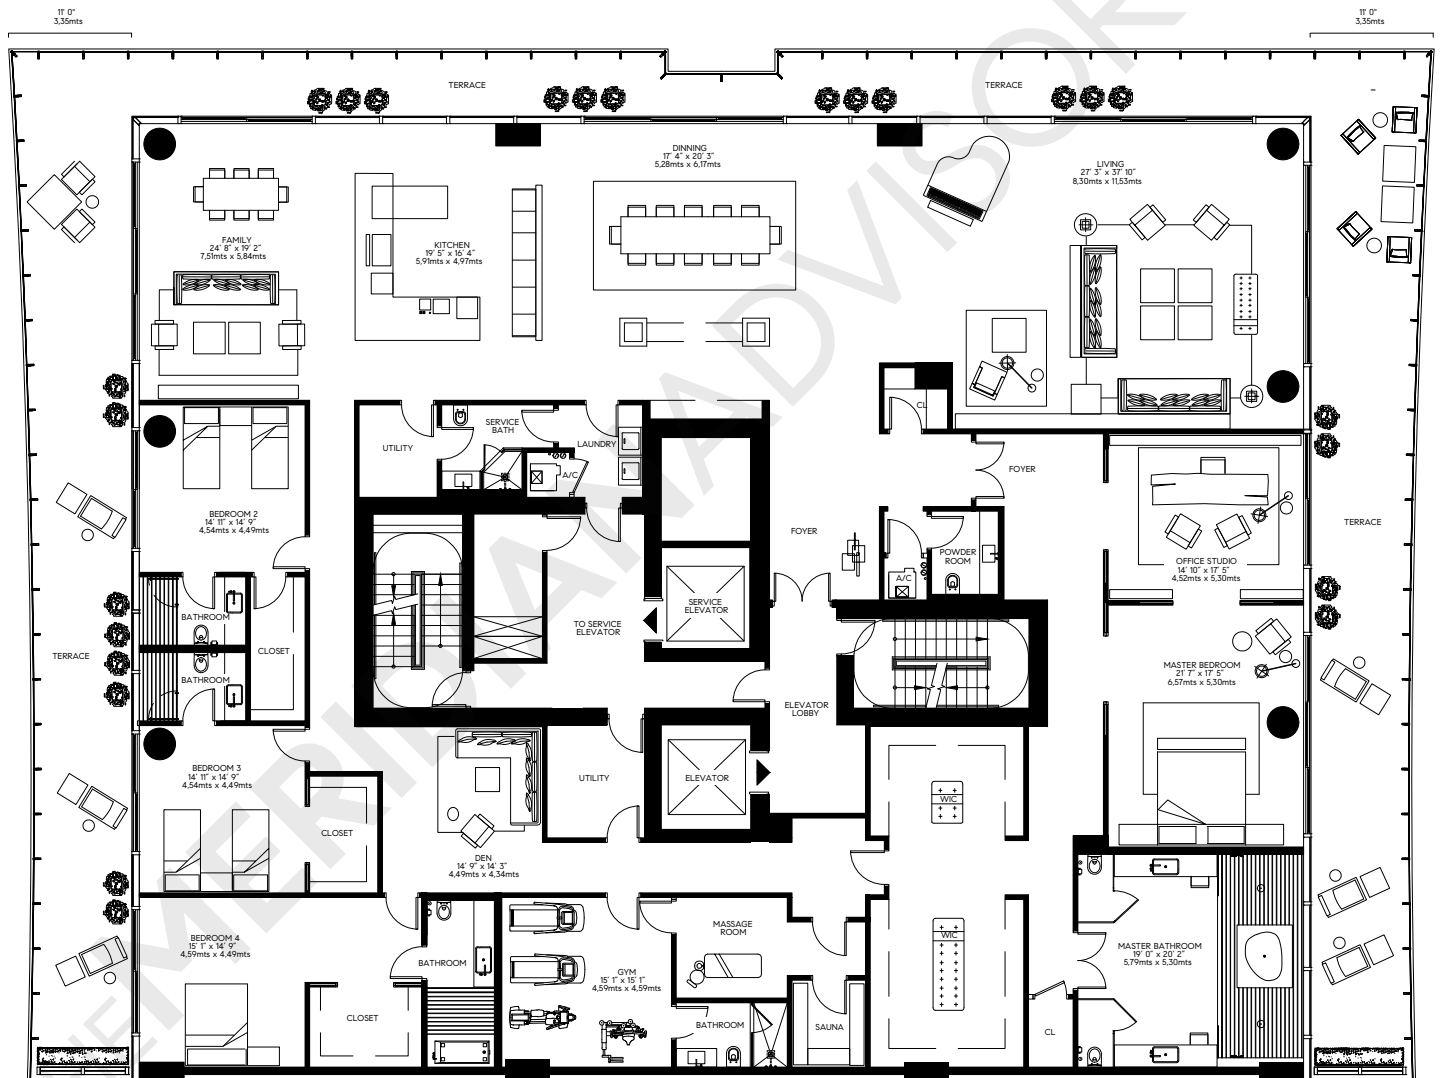 11' 0"
3,35mts
11' 0"
3,35mts
TERRACE
TERRACE
DINNING
17' 4" x 20' 3"
5,28mts x 6,17mts
LIVING
27' 3" x 37' 10"
8,30mts x 11,53mts
FAMILY
24' 8" x 19' 2"
7,51mts x 5,84mts
KITCHEN
19' 5" x 16' 4"
5,91mts x 4,97mts
CL
SERVICE
BATH
UTILITY
LAUNDRY
A/C
FOYER
BEDROOM 2
14' 11" x 14' 9"
4,54mts x 4,49mts
FOYER
TERRACE
POWDER
ROOM
A/C
OFFICE STUDIO
14' 10" x 17' 5"
4,52mts x 5,30mts
BATHROOM
SERVICE
ELEVATOR
TO SERVICE
ELEVATOR
CLOSET
TERRACE
BATHROOM
MASTER BEDROOM
21' 7" x 17' 5"
6,57mts x 5,30mts
ELEVATOR
LOBBY
BEDROOM 3
14' 11" x 14' 9"
4,54mts x 4,49mts
UTILITY
ELEVATOR
WIC
CLOSET
DEN
14' 9" x 14' 3"
4,49mts x 4,34mts
MASSAGE
ROOM
WIC
BEDROOM 4
15' 1" x 14' 9"
4,59mts x 4,49mts
BATHROOM
GYM
15' 1" x 15' 1"
4,59mts x 4,59mts
MASTER BATHROOM
19' 0" x 20' 2"
5,79mts x 5,30mts
CLOSET
BATHROOM
SAUNA
CL
THEMERIDIANADVISOR